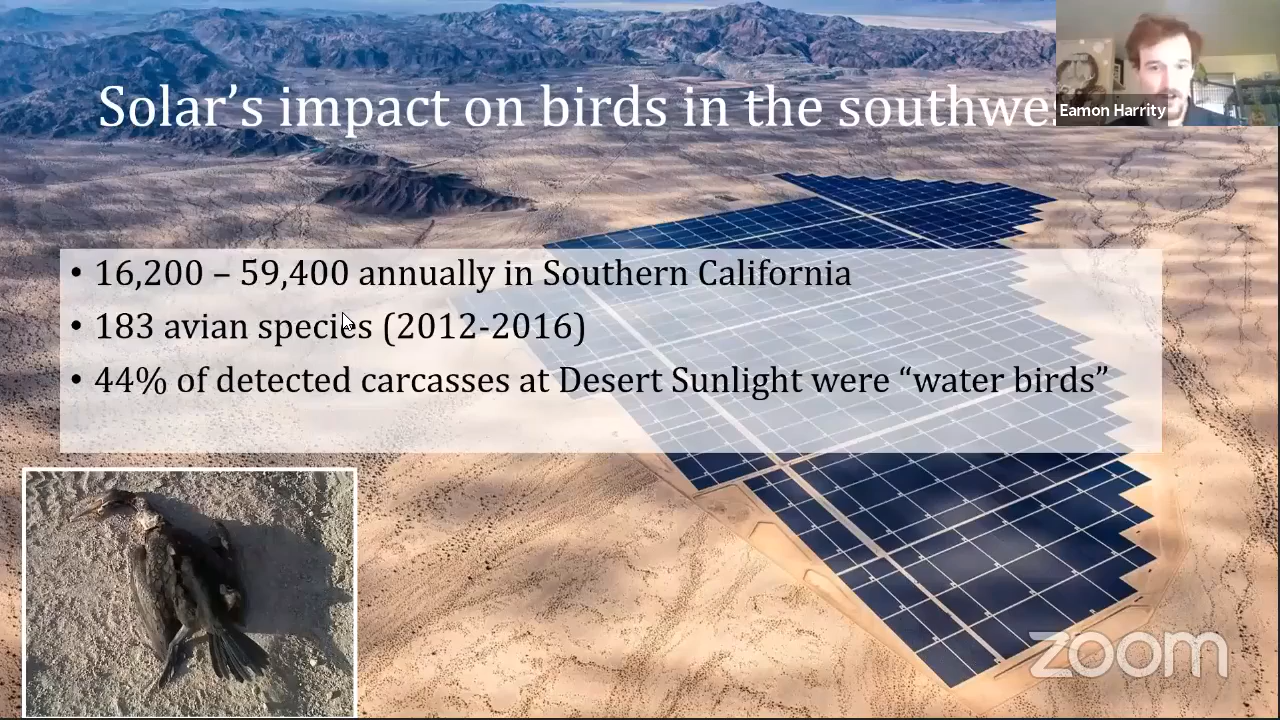 Solar's impact on birds in the southwe
Eamon Harrity
• 16,200 – 59,400 annually in Southern California
• 183 avian species (2012-2016)
• 44% of detected carcasses at Desert Sunlight were “water birds”
zoom